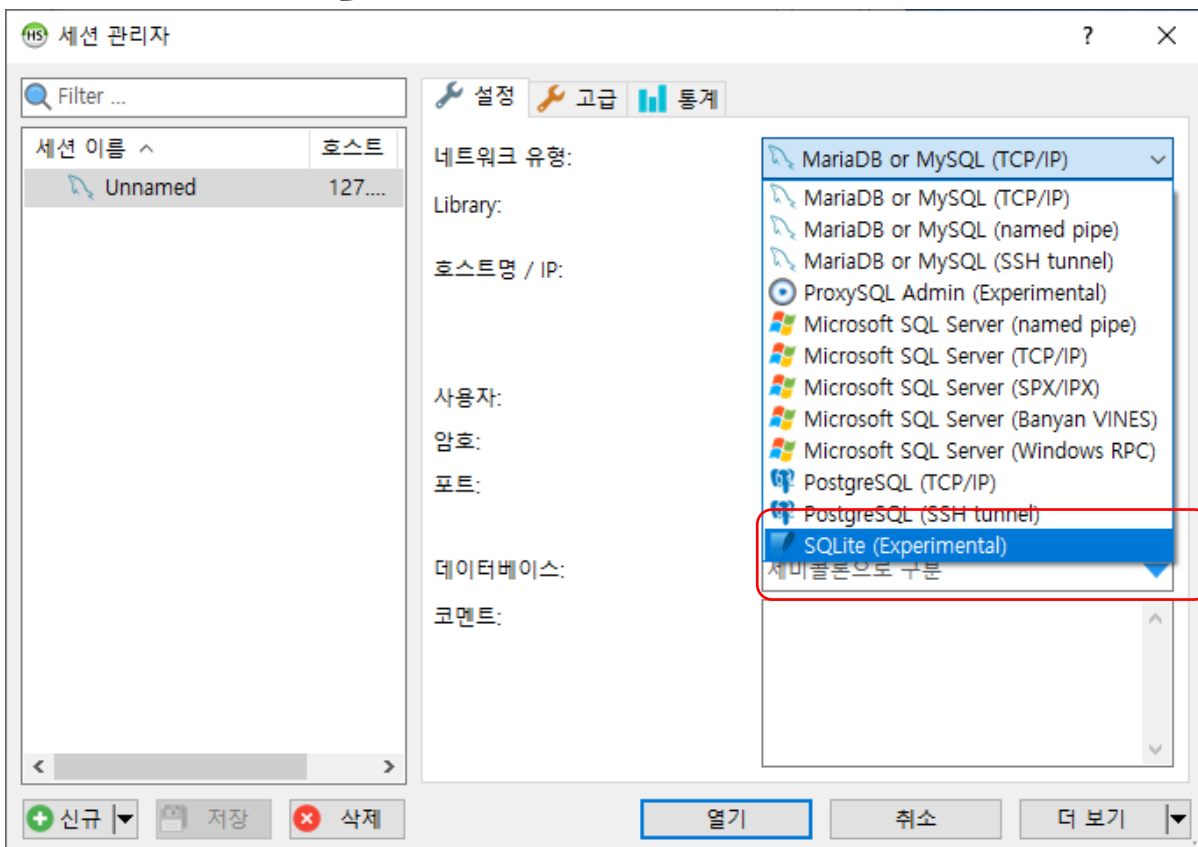 HS 세션 관리자 ?
Filter ...
세션 이름 호스트
Unnamed 127....
설정 고급 통계
네트워크 유형:
MariaDB or MySQL (TCP/IP)
Library:
호스트명 / IP:
사용자:
암호:
포트:
데이터베이스:
코멘트:
MariaDB or MySQL (TCP/IP)
MariaDB or MySQL (named pipe)
MariaDB or MySQL (SSH tunnel)
ProxySQL Admin (Experimental)
Microsoft SQL Server (named pipe)
Microsoft SQL Server (TCP/IP)
Microsoft SQL Server (SPX/IPX)
Microsoft SQL Server (Banyan VINES)
Microsoft SQL Server (Windows RPC)
PostgreSQL (TCP/IP)
PostgreSQL (SSH tunnel)
SQLite (Experimental)
세미콜론으로 구분
신규 저장 삭제 열기 취소 더 보기